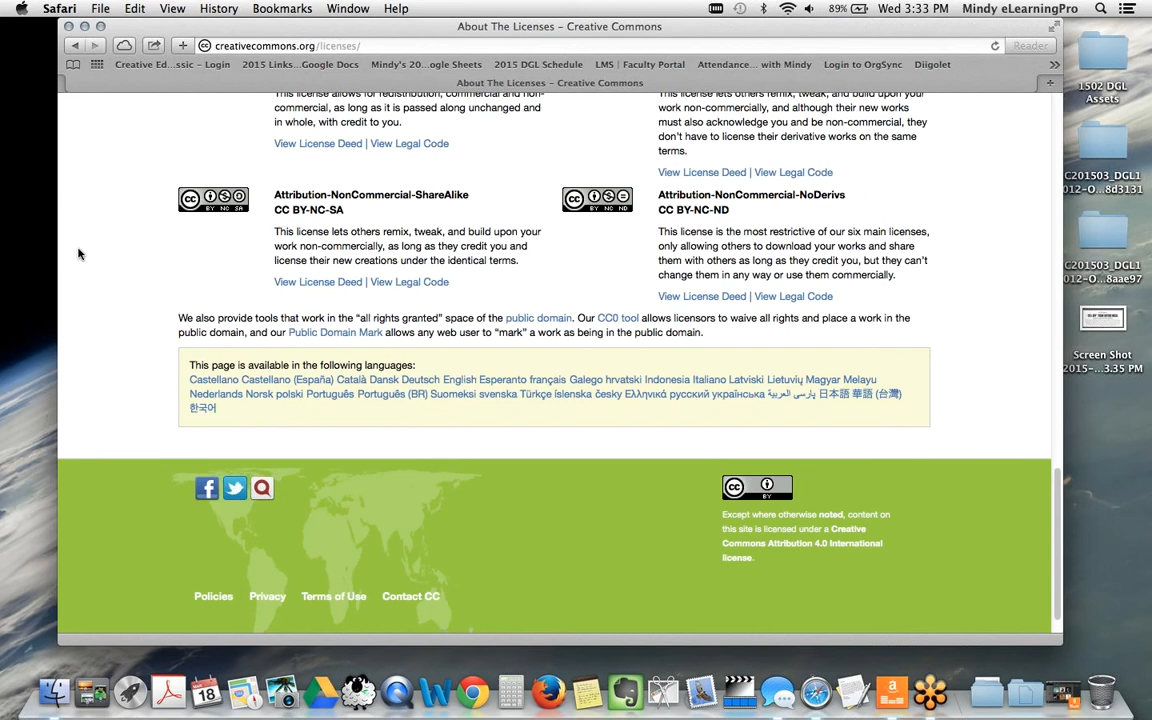 Safari File Edit View History Bookmarks Window Help 89% Wed 3:33 PM Mindy eLearningPro
About The Licenses – Creative Commons
creativecommons.org/licenses/ Reader
Creative Ed...ssic – Login 2015 Links...Google Docs Mindy's 20...ogle Sheets 2015 DGL Schedule LMS | Faculty Portal Attendance... with Mindy Login to OrgSync Diigolet
About The Licenses – Creative Commons
This license allows for redistribution, commercial and non-
commercial, as long as it is passed along unchanged and
in whole, with credit to you.
View License Deed | View Legal Code
This license lets others remix, tweak, and build upon your
work non-commercially, and although their new works
must also acknowledge you and be non-commercial, they
don't have to license their derivative works on the same
terms.
View License Deed | View Legal Code
CC BY NC SA
Attribution-NonCommercial-ShareAlike
CC BY-NC-SA
This license lets others remix, tweak, and build upon your
work non-commercially, as long as they credit you and
license their new creations under the identical terms.
View License Deed | View Legal Code
CC BY NC ND
Attribution-NonCommercial-NoDerivs
CC BY-NC-ND
This license is the most restrictive of our six main licenses,
only allowing others to download your works and share
them with others as long as they credit you, but they can't
change them in any way or use them commercially.
View License Deed | View Legal Code
We also provide tools that work in the "all rights granted" space of the public domain. Our CC0 tool allows licensors to waive all rights and place a work in the
public domain, and our Public Domain Mark allows any web user to "mark" a work as being in the public domain.
This page is available in the following languages:
Castellano Castellano (España) Català Dansk Deutsch English Esperanto français Galego hrvatski Indonesia Italiano Latviski Lietuvių Magyar Melayu
Nederlands Norsk polski Português Português (BR) Suomeksi svenska Türkçe íslenska česky Ελληνικά русский українська العربية پارسی 日本語 華語 (台灣)
한국어
CC BY
Except where otherwise noted, content on
this site is licensed under a Creative
Commons Attribution 4.0 International
license.
Policies Privacy Terms of Use Contact CC
1502 DGL
Assets
C201503_DGL1
012-O...8d3131
C201503_DGL1
012-O...8aae97
Screen Shot
2015-...3.35 PM
18